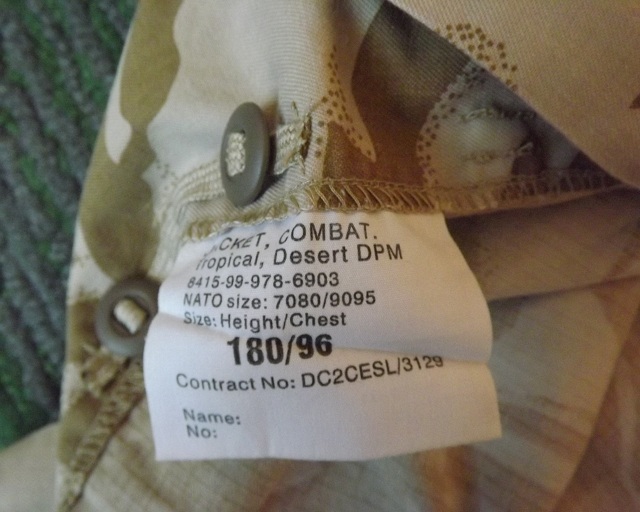 CKET, COMBAT.
Tropical, Desert DPM
8415-99-978-6903
NATO size: 7080/9095
Size: Height/Chest
180/96
Contract No: DC2CESL/3129
Name:
No: